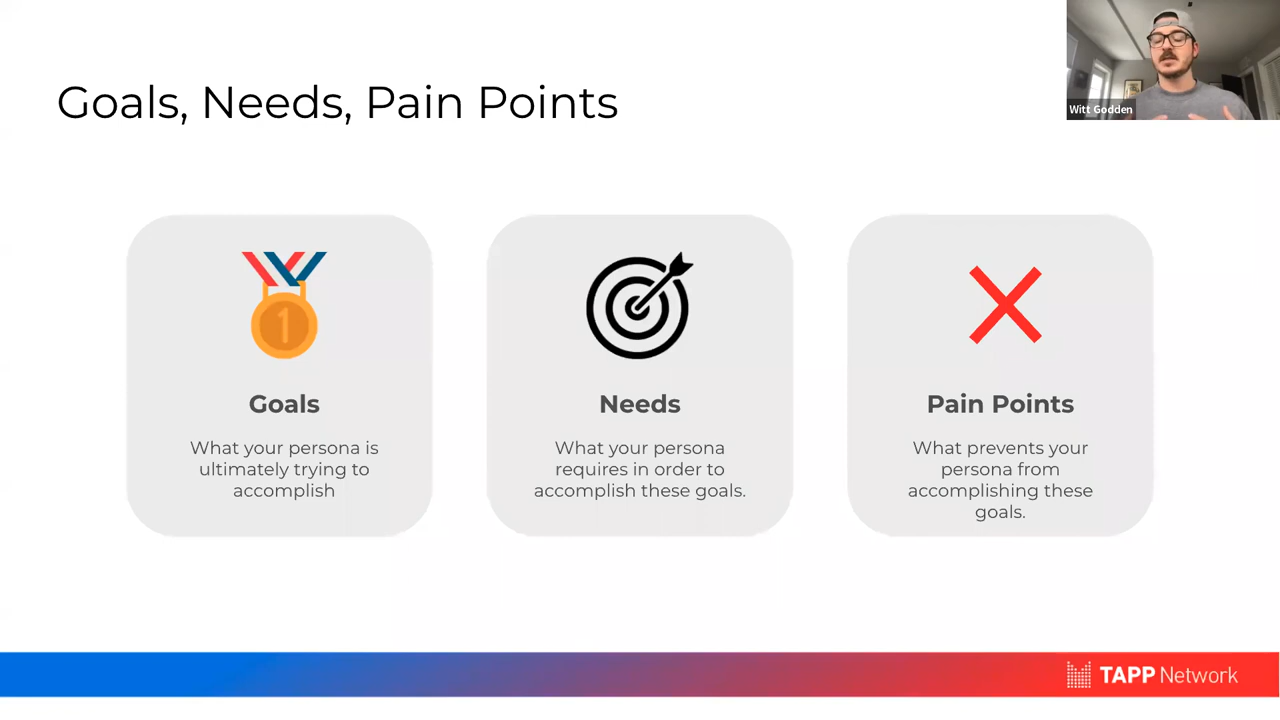 Goals, Needs, Pain Points
Witt Godden
1
Goals
What your persona is
ultimately trying to
accomplish
Needs
What your persona
requires in order to
accomplish these goals.
Pain Points
What prevents your
persona from
accomplishing these
goals.
TAPP Network